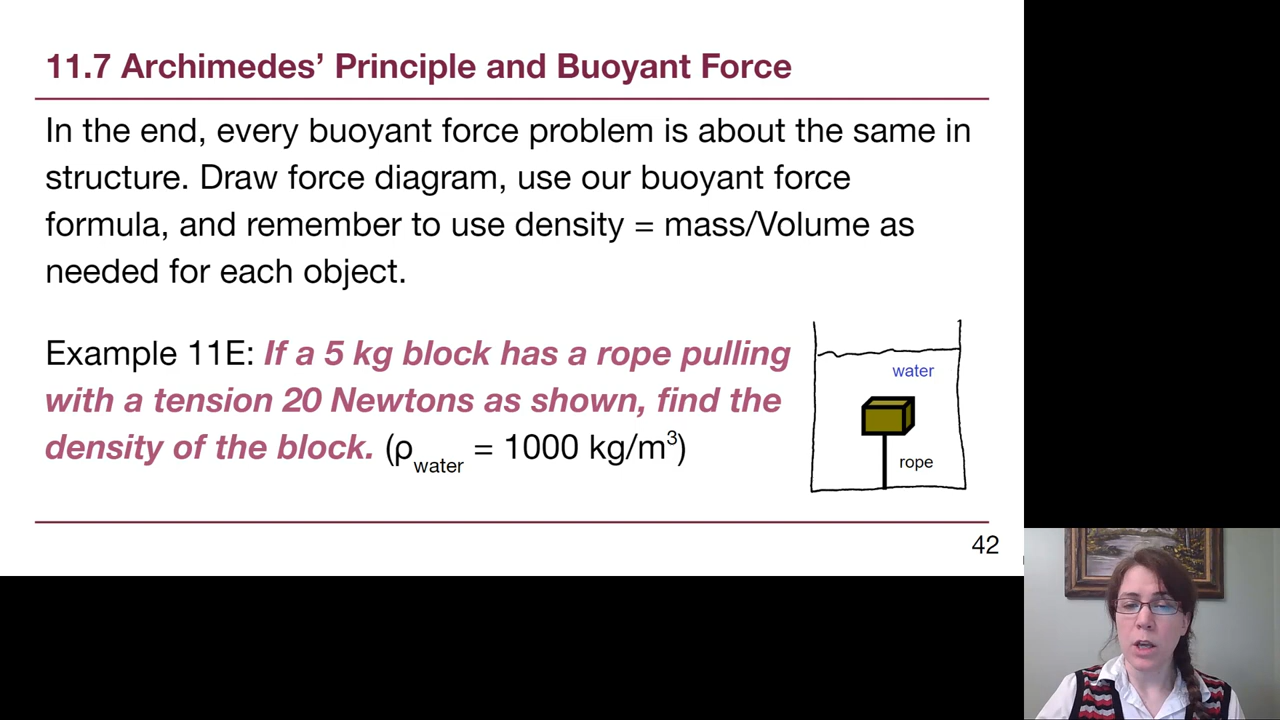 11.7 Archimedes’ Principle and Buoyant Force
In the end, every buoyant force problem is about the same in
structure. Draw force diagram, use our buoyant force
formula, and remember to use density = mass/Volume as
needed for each object.
Example 11E: If a 5 kg block has a rope pulling
with a tension 20 Newtons as shown, find the
density of the block. (ρwater = 1000 kg/m³)
water
rope
42